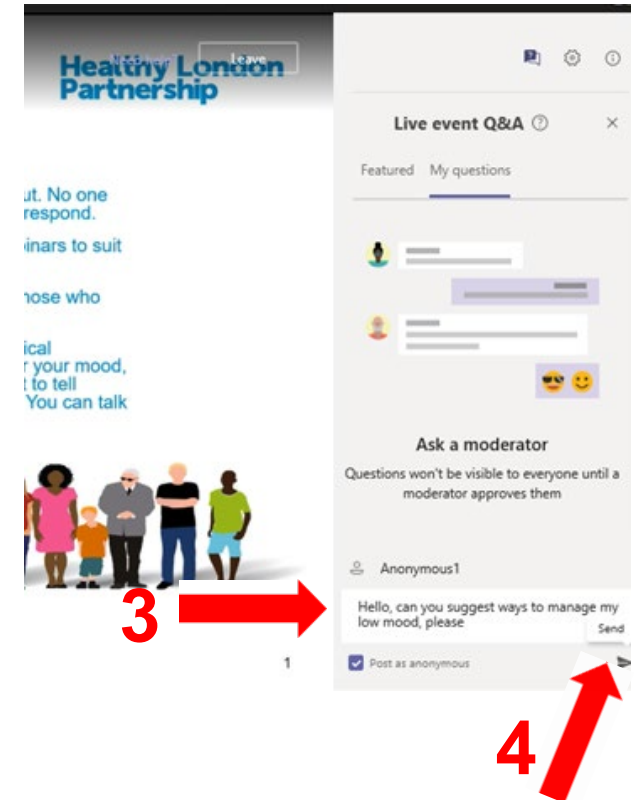 Need help? Leave
Healthy London
Partnership
ut. No one
respond.
inars to suit
hose who
ical
r your mood,
t to tell
You can talk
3
1
Live event Q&A
Featured My questions
Ask a moderator
Questions won't be visible to everyone until a
moderator approves them
Anonymous1
Hello, can you suggest ways to manage my
low mood, please
Send
Post as anonymous
4